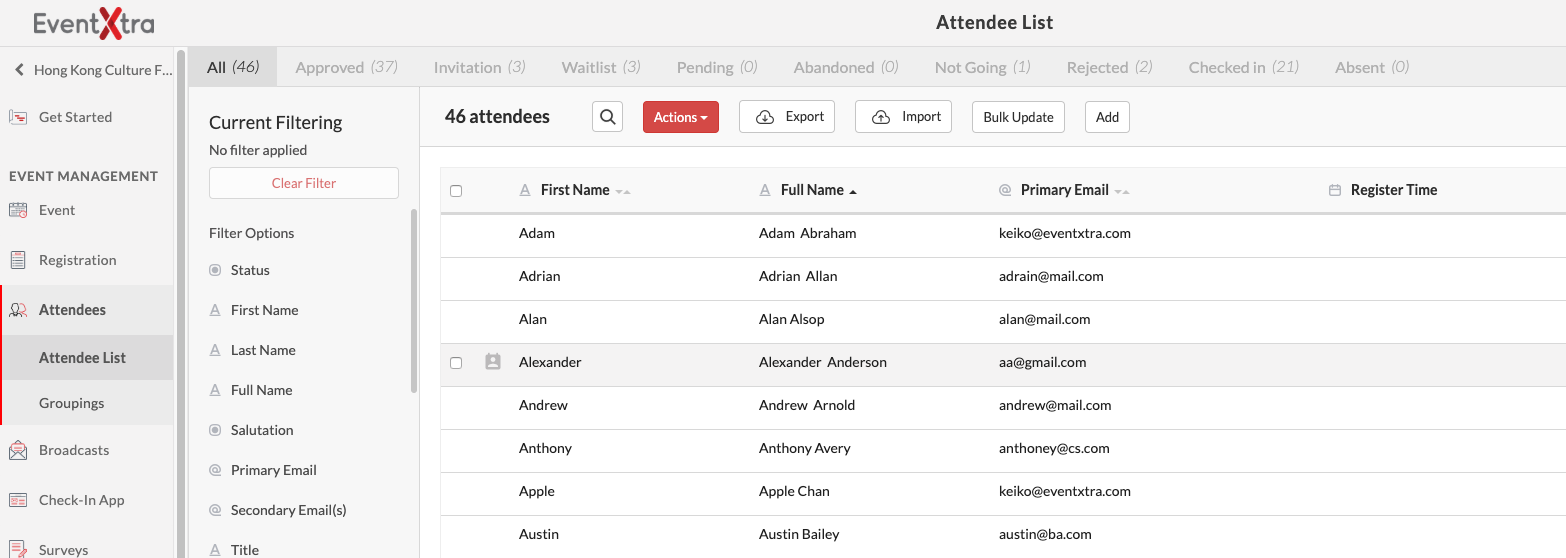 EventXtra
Attendee List
Hong Kong Culture F...
Get Started
EVENT MANAGEMENT
Event
Registration
Attendees
Attendee List
Groupings
Broadcasts
Check-In App
Surveys
All (46) Approved (37) Invitation (3) Waitlist (3) Pending (0) Abandoned (0) Not Going (1) Rejected (2) Checked in (21) Absent (0)
Current Filtering
No filter applied
Clear Filter
Filter Options
Status
First Name
Last Name
Full Name
Salutation
Primary Email
Secondary Email(s)
Title
46 attendees Actions Export Import Bulk Update Add
First Name Full Name Primary Email Register Time
Adam Adam Abraham keiko@eventxtra.com
Adrian Adrian Allan adrain@mail.com
Alan Alan Alsop alan@mail.com
Alexander Alexander Anderson aa@gmail.com
Andrew Andrew Arnold andrew@mail.com
Anthony Anthony Avery anthoney@cs.com
Apple Apple Chan keiko@eventxtra.com
Austin Austin Bailey austin@ba.com